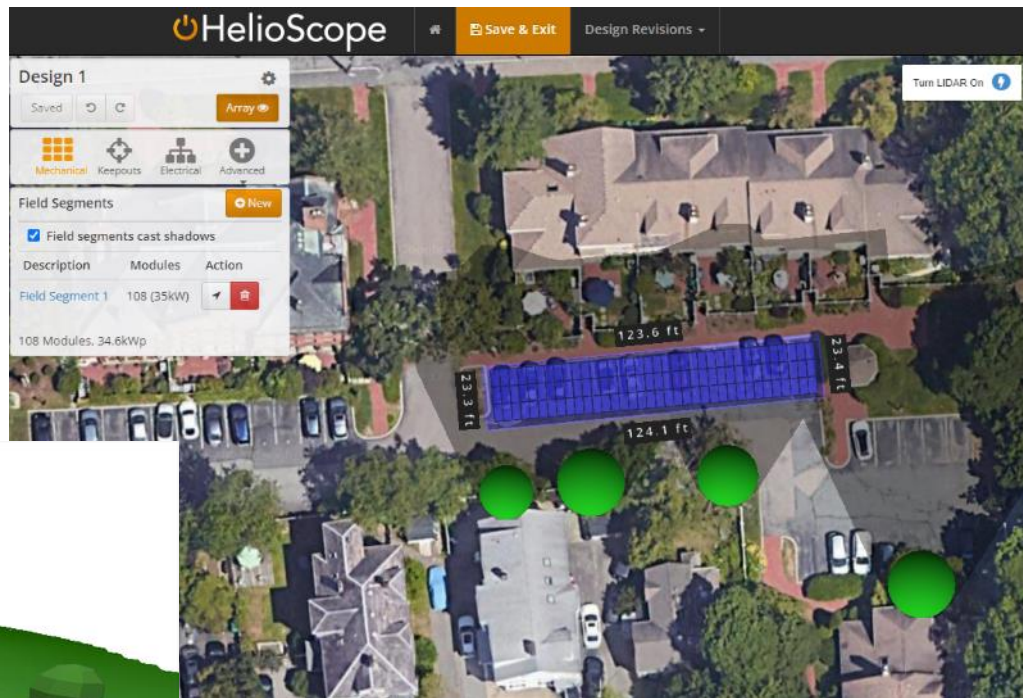 HelioScope
Save & Exit
Design Revisions
Design 1
Saved
Array
Turn LIDAR On
Mechanical
Keepouts
Electrical
Advanced
Field Segments
New
Field segments cast shadows
Description Modules Action
Field Segment 1 108 (35kW)
108 Modules, 34.6kWp
123.6 ft
23.3 ft
23.4 ft
124.1 ft